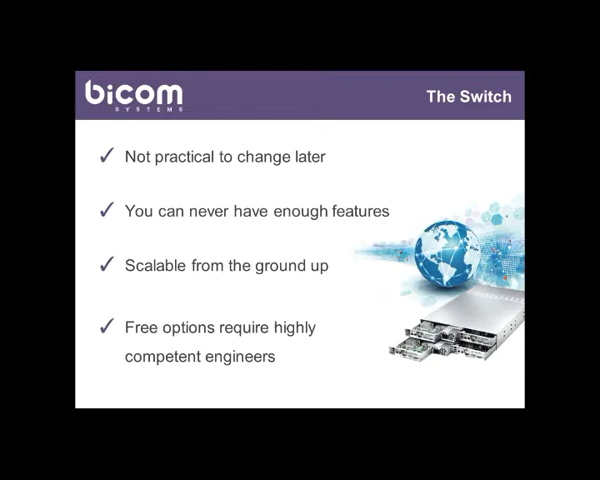 bicom
SYSTEMS
The Switch
✓ Not practical to change later
✓ You can never have enough features
✓ Scalable from the ground up
✓ Free options require highly
competent engineers